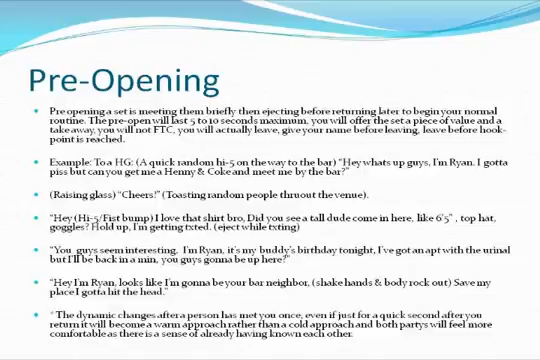 Pre-Opening
Pre opening a set is meeting them briefly then ejecting before returning later to begin your normal
routine. The pre-open will last 5 to 10 seconds maximum, you will offer the set a piece of value and a
take away, you will not FTC, you will actually leave, give your name before leaving, leave before hook-
point is reached.
Example: To a HG: (A quick random hi-5 on the way to the bar) "Hey whats up guys, I'm Ryan. I gotta
piss but can you get me a Henny & Coke and meet me by the bar?"
(Raising glass) "Cheers!" (Toasting random people thruout the venue).
"Hey (Hi-5/Fist bump) I love that shirt bro, Did you see a tall dude come in here, like 6'5" , top hat,
goggles? Hold up, I'm getting txted. (eject while txting)
"You guys seem interesting, I'm Ryan, it's my buddy's birthday tonight, I've got an apt with the urinal
but I'll be back in a min, you guys gonna be up here?"
"Hey I'm Ryan, looks like I'm gonna be your bar neighbor, (shake hands & body rock out) Save my
place I gotta hit the head."
* The dynamic changes after a person has met you once, even if just for a quick second after you
return it will become a warm approach rather than a cold approach and both partys will feel more
comfortable as there is a sense of already having known each other.